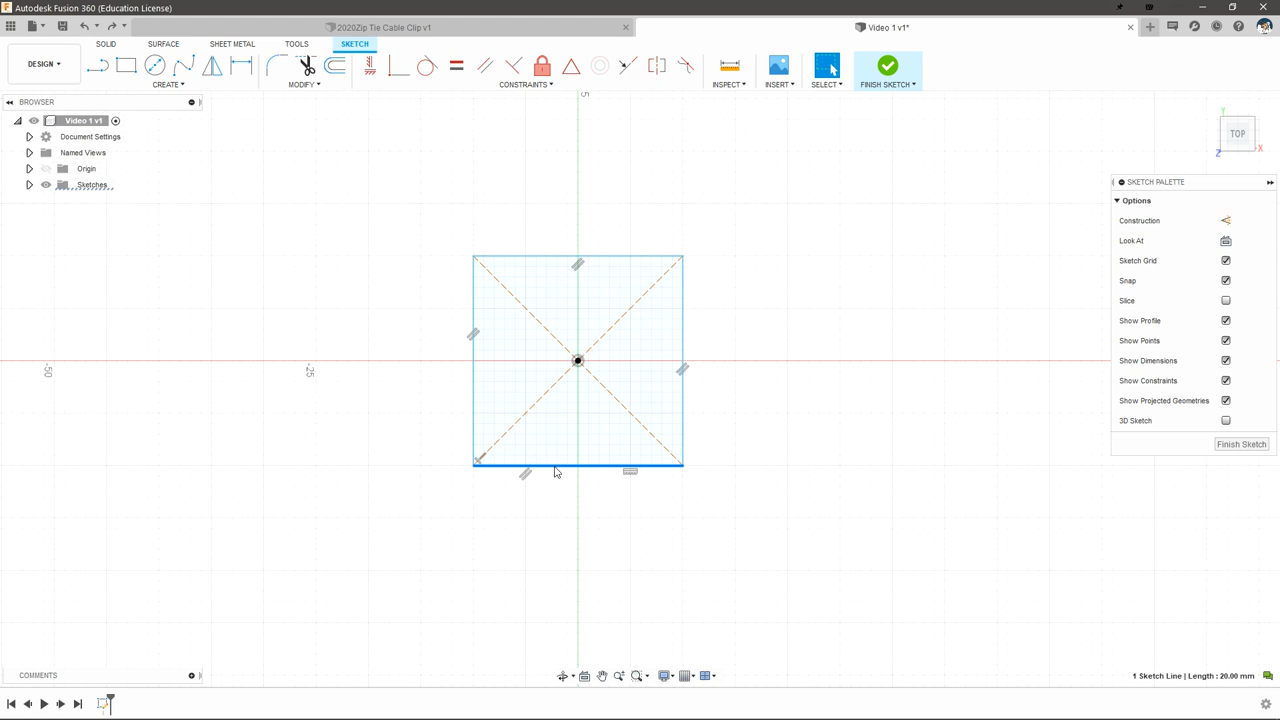 Autodesk Fusion 360 (Education License)
2020Zip Tie Cable Clip v1
Video 1 v1*
DESIGN
SOLID SURFACE SHEET METAL TOOLS SKETCH
CREATE MODIFY CONSTRAINTS INSPECT INSERT SELECT FINISH SKETCH
BROWSER
Video 1 v1
Document Settings
Named Views
Origin
Sketches
5
-50
-25
Y
TOP
Z
X
SKETCH PALETTE
Options
Construction
Look At
Sketch Grid
Snap
Slice
Show Profile
Show Points
Show Dimensions
Show Constraints
Show Projected Geometries
3D Sketch
Finish Sketch
COMMENTS
1 Sketch Line | Length : 20.00 mm